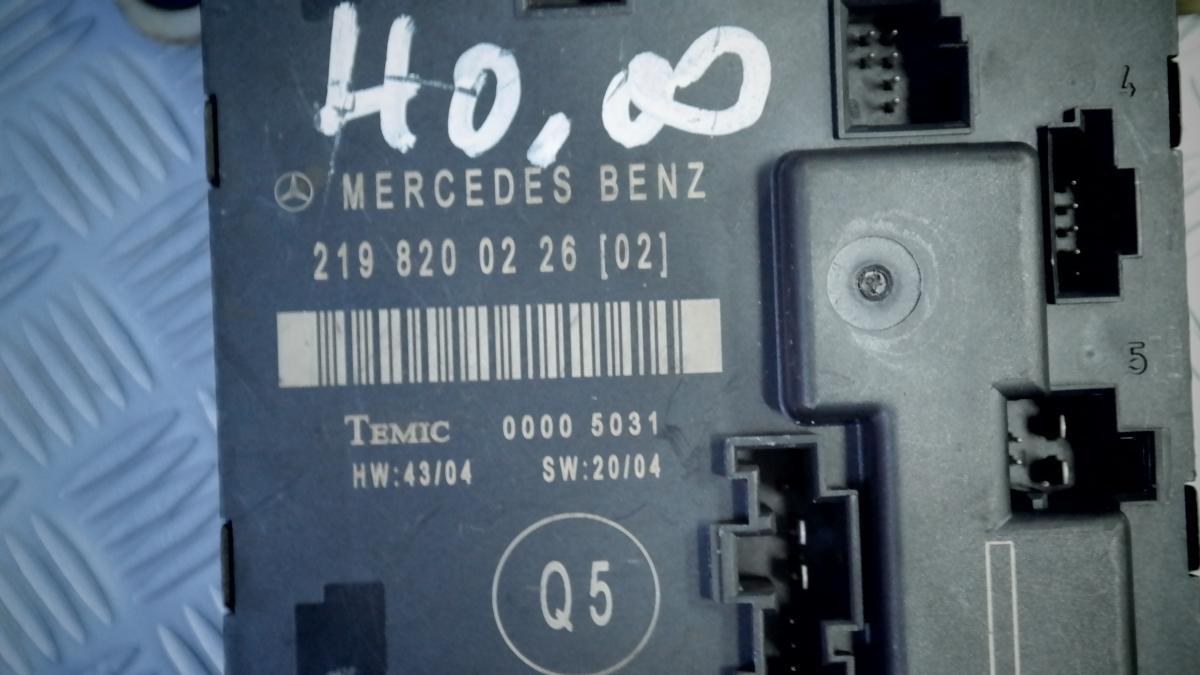 40,00
MERCEDES BENZ
219 820 02 26 [02]
TEMIC 0000 5031
HW:43/04 SW:20/04
Q5
4
5